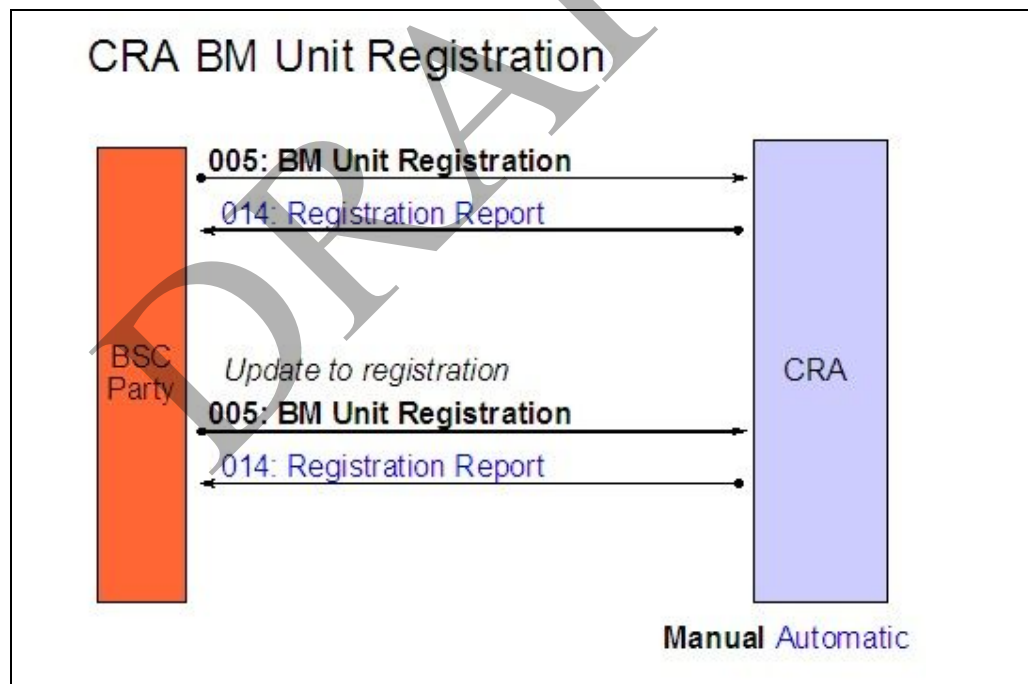 CRA BM Unit Registration
005: BM Unit Registration
014: Registration Report
BSC
Party
CRA
Update to registration
005: BM Unit Registration
014: Registration Report
Manual Automatic
DRAFT